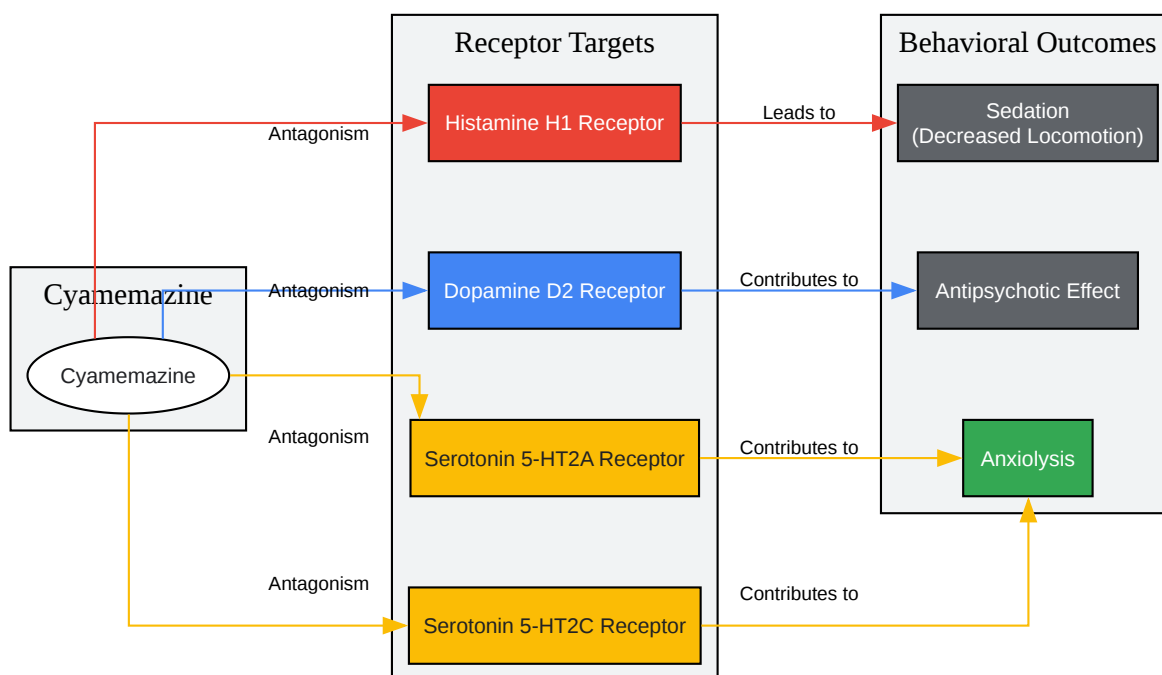 Receptor Targets
Behavioral Outcomes
Antagonism
Histamine H1 Receptor
Leads to
Sedation
(Decreased Locomotion)
Cyamemazine
Antagonism
Dopamine D2 Receptor
Contributes to
Antipsychotic Effect
Cyamemazine
Antagonism
Serotonin 5-HT2A Receptor
Contributes to
Anxiolysis
Antagonism
Serotonin 5-HT2C Receptor
Contributes to